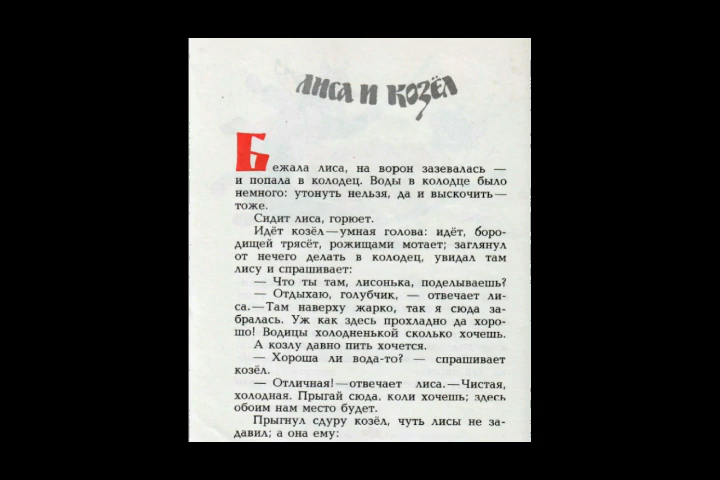 ЛИСА И КОЗЁЛ
Бежала лиса, на ворон зазевалась —
и попала в колодец. Воды в колодце было
немного: утонуть нельзя, да и выскочить —
тоже.
Сидит лиса, горюет.
Идёт козёл — умная голова: идёт, боро-
дищей трясёт, рожищами мотает; заглянул
от нечего делать в колодец, увидал там
лису и спрашивает:
— Что ты там, лисонька, поделываешь?
— Отдыхаю, голубчик, — отвечает ли-
са. — Там наверху жарко, так я сюда за-
бралась. Уж как здесь прохладно да хоро-
шо! Водицы холодненькой сколько хочешь.
А козлу давно пить хочется.
— Хороша ли вода-то? — спрашивает
козёл.
— Отличная! — отвечает лиса. — Чистая,
холодная. Прыгай сюда, коли хочешь; здесь
обоим нам место будет.
Прыгнул сдуру козёл, чуть лисы не за-
давил; а она ему: